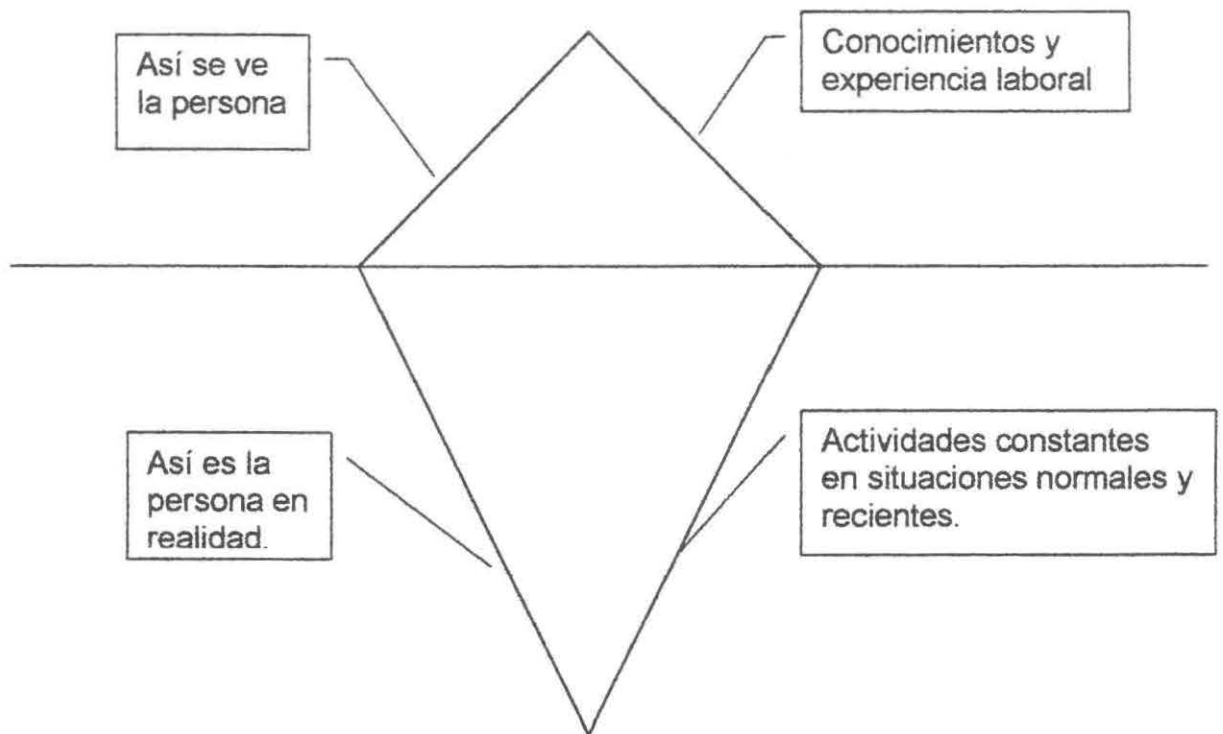 Así se ve
la persona
Conocimientos y
experiencia laboral
Así es la
persona en
realidad.
Actividades constantes
en situaciones normales y
recientes.